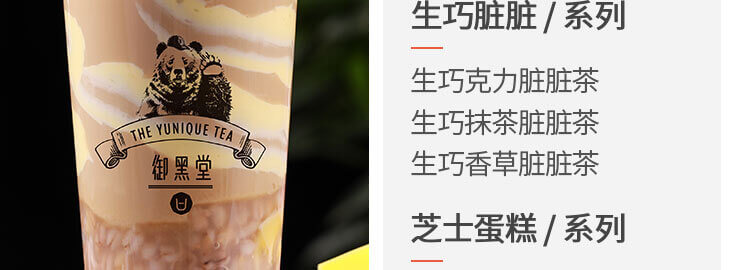 THE YUNIQUE TEA
御黑堂
生巧脏脏 / 系列
生巧克力脏脏茶
生巧抹茶脏脏茶
生巧香草脏脏茶
芝士蛋糕 / 系列